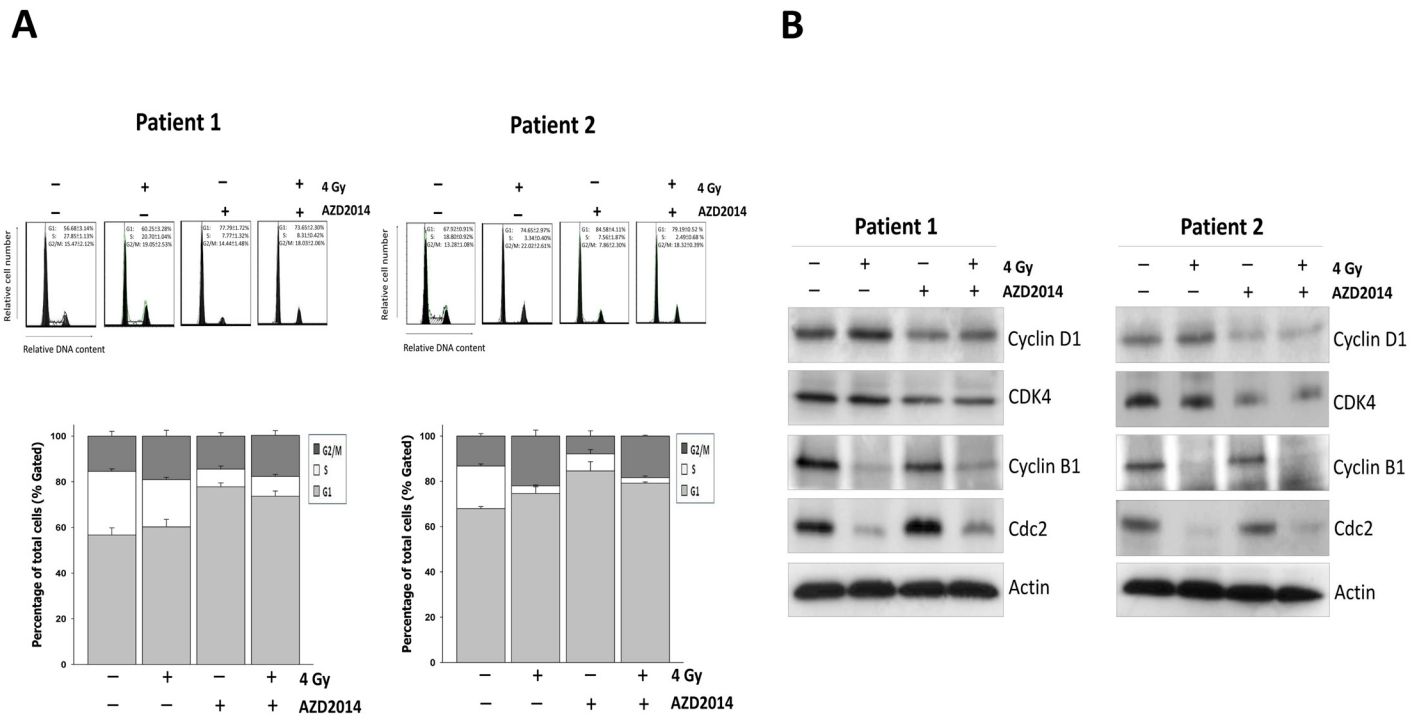 A
B
Patient 1
Patient 2
– + – + 4 Gy
– – + + AZD2014
– + – + 4 Gy
– – + + AZD2014
Relative cell number
G1: 56.68±3.14%
S: 27.85±1.13%
G2/M: 15.47±2.12%
G1: 60.25±3.28%
S: 20.70±1.04%
G2/M: 19.05±2.53%
G1: 77.79±1.72%
S: 7.77±1.32%
G2/M: 14.44±1.48%
G1: 73.65±2.30%
S: 8.31±0.42%
G2/M: 18.03±2.06%
Relative DNA content
Relative cell number
G1: 67.92±0.91%
S: 18.80±0.92%
G2/M: 13.28±1.08%
G1: 74.65±2.97%
S: 3.34±0.40%
G2/M: 22.02±2.61%
G1: 84.58±4.11%
S: 7.56±1.87%
G2/M: 7.86±2.30%
G1: 79.19±0.52 %
S: 2.49±0.68 %
G2/M: 18.32±0.39%
Relative DNA content
Percentage of total cells (% Gated)
100
80
60
40
20
0
G2/M
S
G1
– + – + 4 Gy
– – + + AZD2014
Percentage of total cells (% Gated)
100
80
60
40
20
0
G2/M
S
G1
– + – + 4 Gy
– – + + AZD2014
Patient 1
– + – + 4 Gy
– – + + AZD2014
Cyclin D1
CDK4
Cyclin B1
Cdc2
Actin
Patient 2
– + – + 4 Gy
– – + + AZD2014
Cyclin D1
CDK4
Cyclin B1
Cdc2
Actin